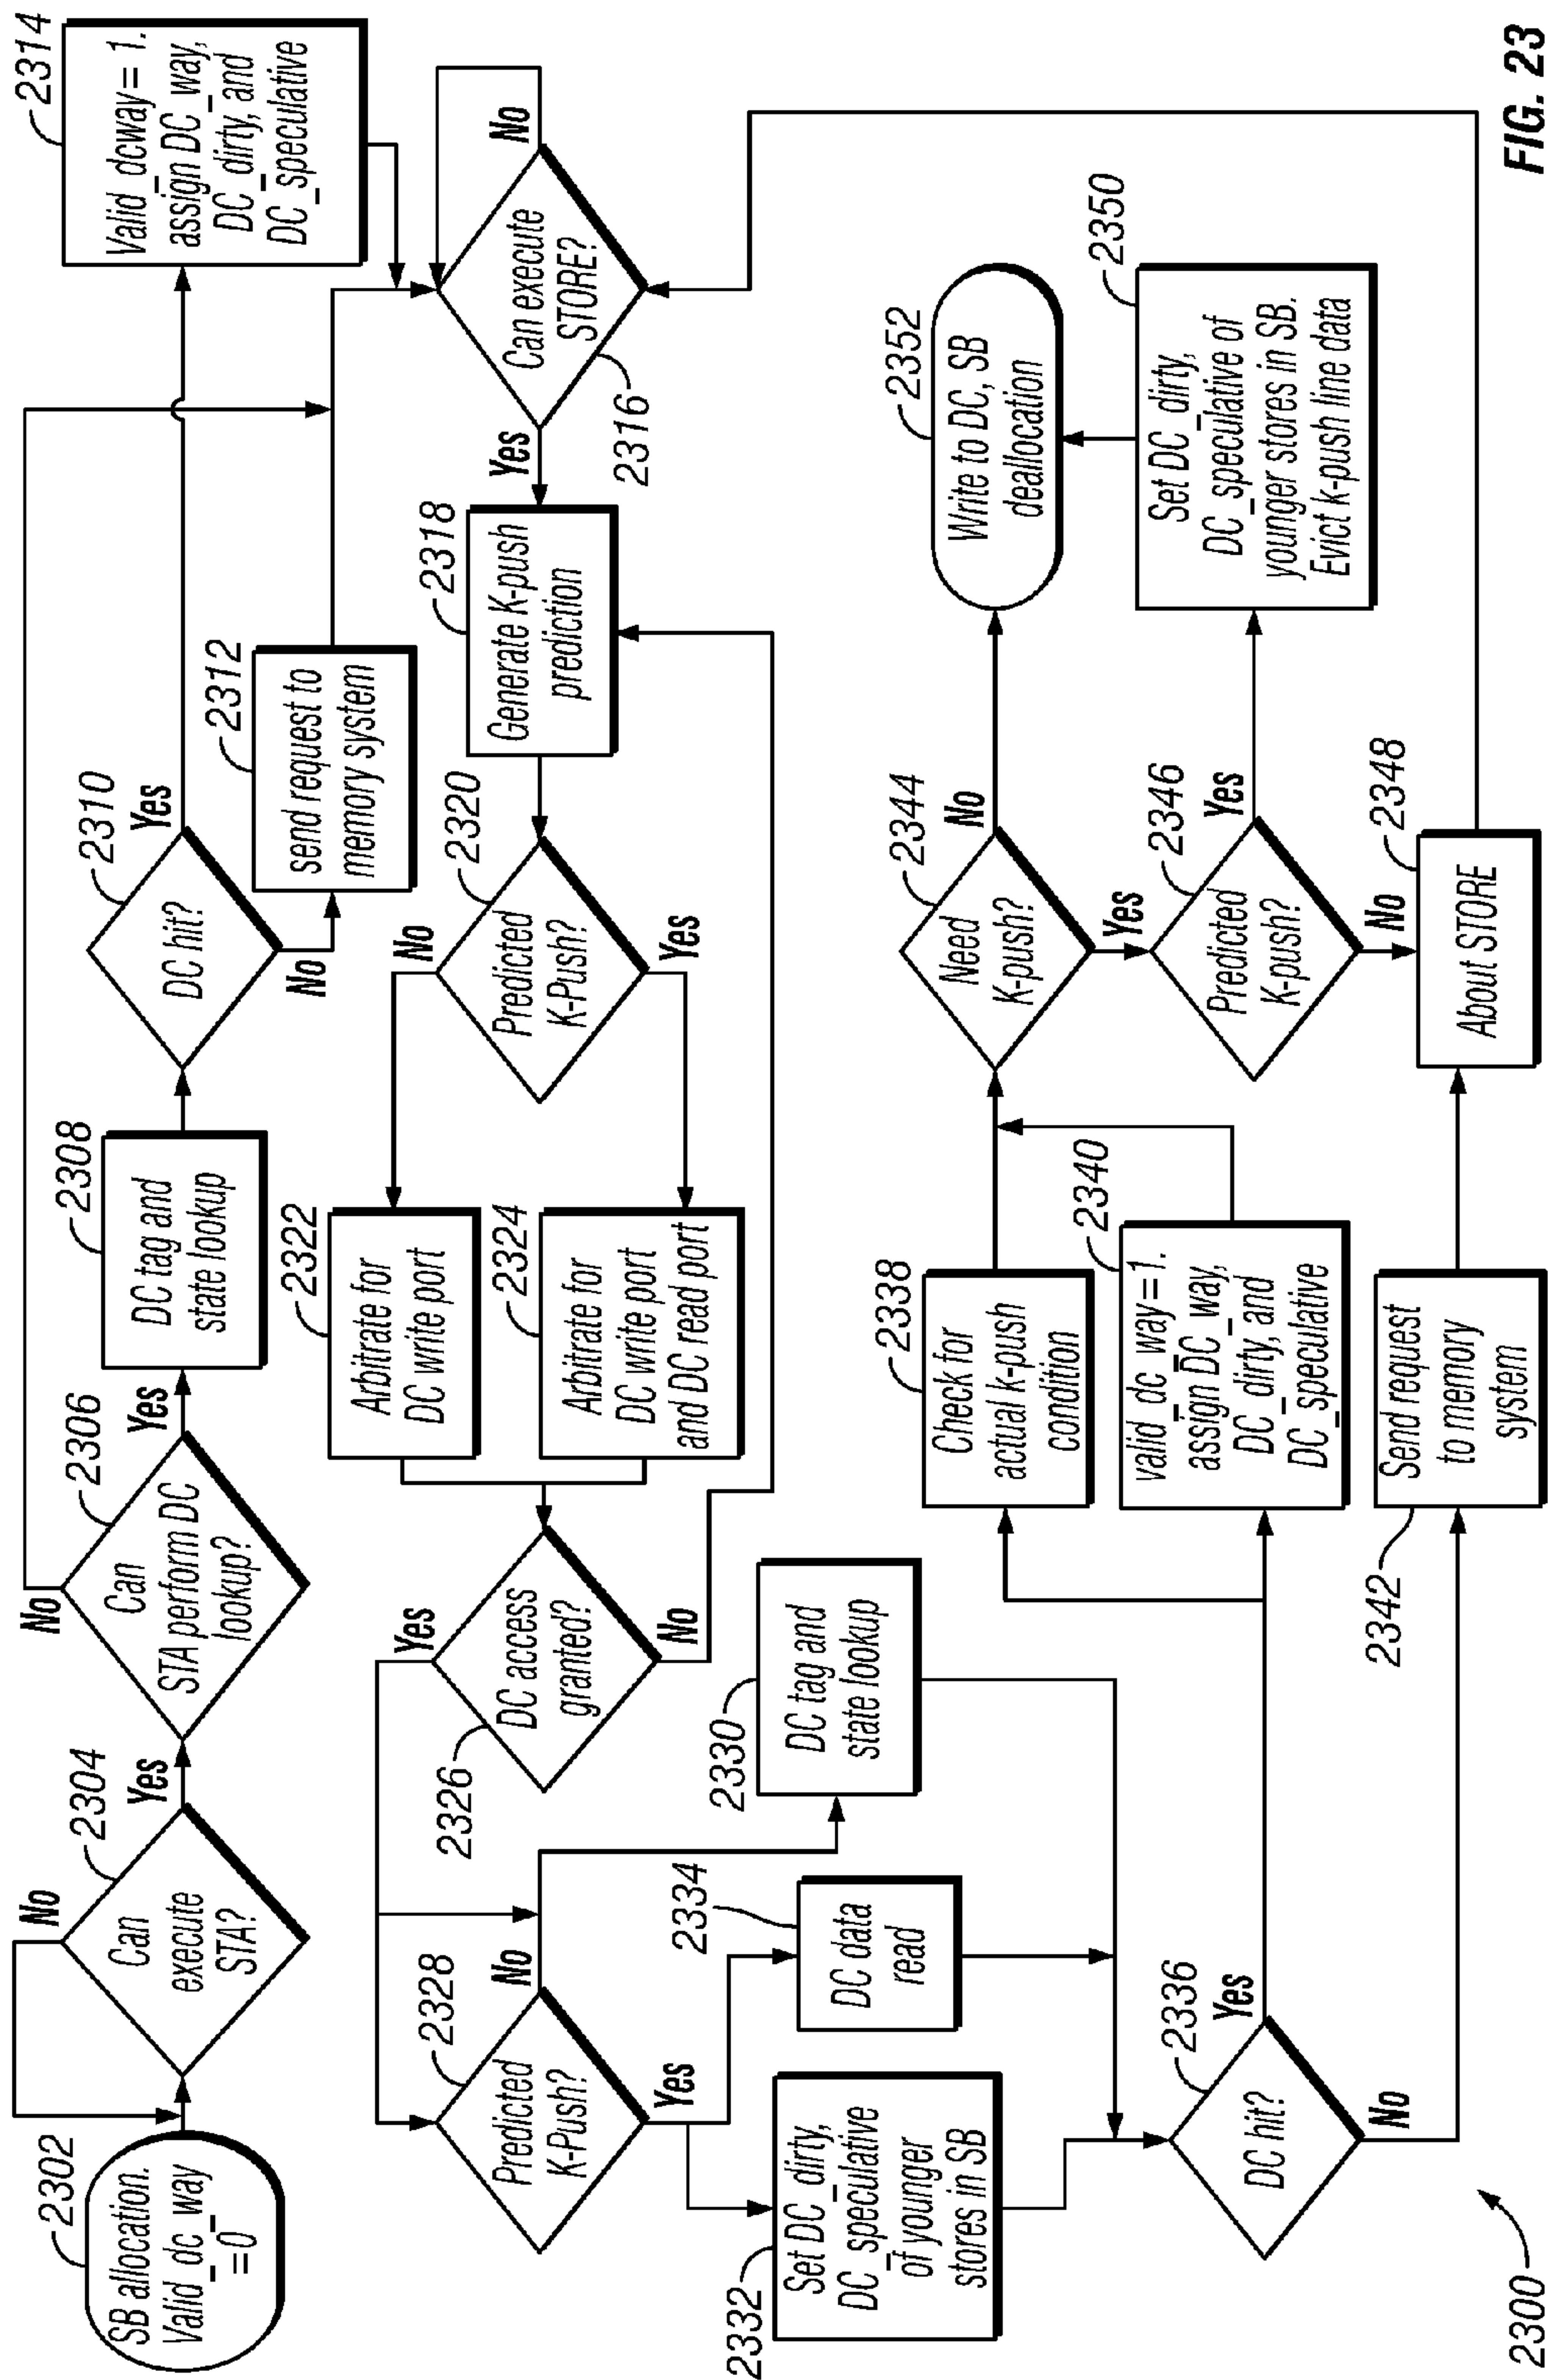 2302
SB allocation.
Valid_dc_way
=0
2304
Can
execute
STA?
No
Yes
2306
Can
STA perform DC
lookup?
No
Yes
2308
DC tag and
state lookup
2310
DC hit?
Yes
No
2312
send request to
memory system
2314
Valid_dcway = 1.
assign DC_way,
DC_dirty, and
DC_speculative
Can execute
STORE?
No
Yes
2316
2318
Generate K-push
prediction
2320
Predicted
K-Push?
No
Yes
2322
Arbitrate for
DC write port
2324
Arbitrate for
DC write port
and DC read port
2326
DC access
granted?
Yes
No
2328
Predicted
K-Push?
No
Yes
2330
DC tag and
state lookup
2332
Set DC_dirty,
DC_speculative
of younger
stores in SB
2334
DC data
read
2336
DC hit?
Yes
No
2338
Check for
actual k-push
condition
2340
valid_dc_way = 1.
assign DC_way,
DC_dirty, and
DC_speculative
2342
Send request
to memory
system
2344
Need
K-push?
No
Yes
2346
Predicted
K-push?
Yes
No
2348
About STORE
2350
Set DC_dirty,
DC_speculative of
younger stores in SB.
Evict k-push line data
2352
Write to DC, SB
deallocation
2300
FIG. 23